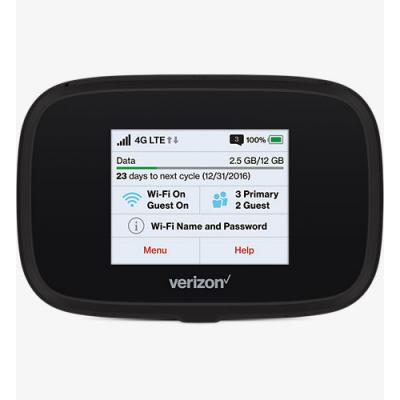 4G LTE 3 100%
Data 2.5 GB/12 GB
23 days to next cycle (12/31/2016)
Wi-Fi On
Guest On
3 Primary
2 Guest
i Wi-Fi Name and Password
Menu Help
verizon✓